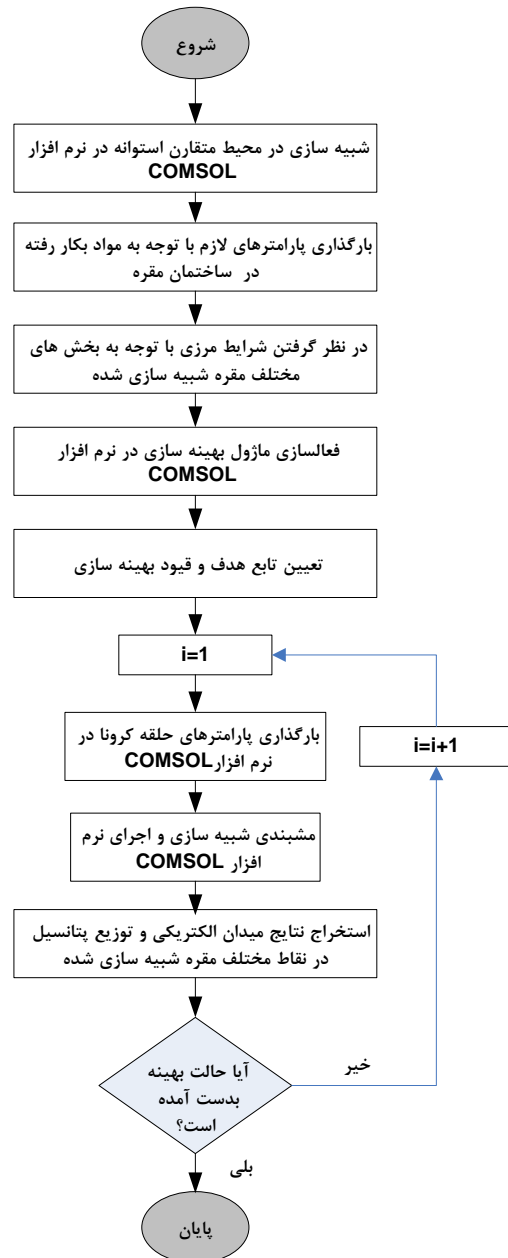 شروع
شبیه سازی در محیط متقارن استوانه در نرم افزار
COMSOL
بارگذاری پارامترهای لازم با توجه به مواد بکار رفته
در ساختمان مقره
در نظر گرفتن شرایط مرزی با توجه به بخش های
مختلف مقره شبیه سازی شده
فعالسازی ماژول بهینه سازی در نرم افزار
COMSOL
تعیین تابع هدف و قیود بهینه سازی
i=1
بارگذاری پارامترهای حلقه کرونا در
نرم افزارCOMSOL
i=i+1
مشبندی شبیه سازی و اجرای نرم
افزار COMSOL
استخراج نتایج میدان الکتریکی و توزیع پتانسیل
در نقاط مختلف مقره شبیه سازی شده
آیا حالت بهینه
بدست آمده
است؟
خیر
بلی
پایان